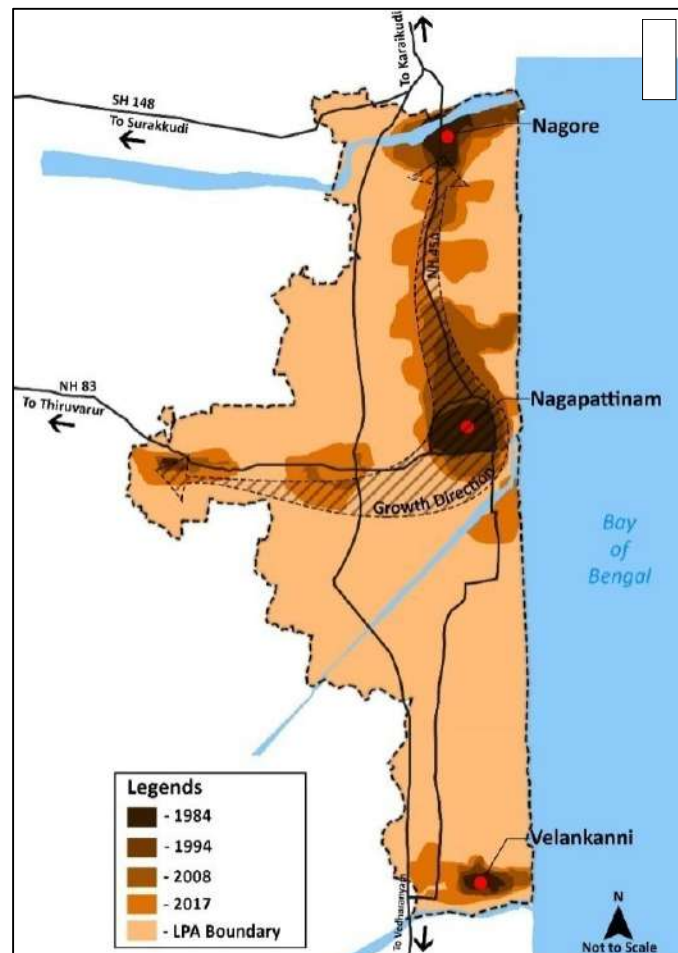 To Karaikudi
SH 148
To Surakkudi
Nagore
NH 45A
NH 83
To Thiruvarur
Nagapattinam
Growth Direction
Bay
of
Bengal
Legends
- 1984
- 1994
- 2008
- 2017
- LPA Boundary
Velankanni
To Vedharanyam
N
Not to Scale